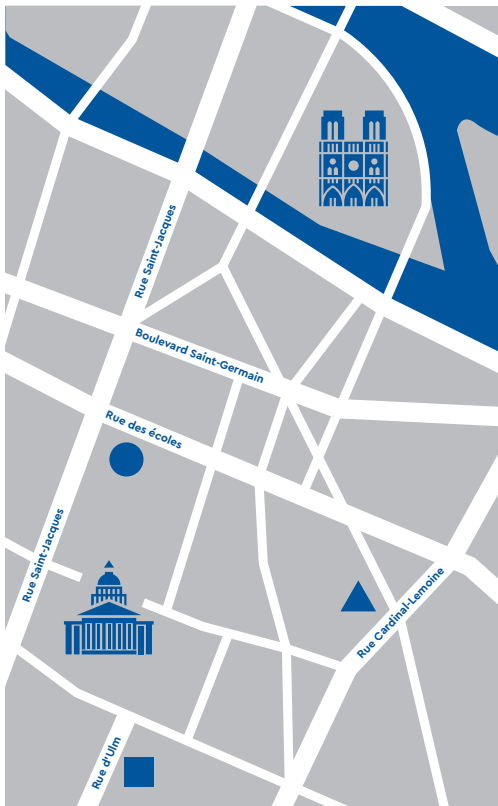 Rue Saint-Jacques
Boulevard Saint-Germain
Rue des écoles
Rue Saint-Jacques
Rue Cardinal-Lemoine
Rue d'Ulm